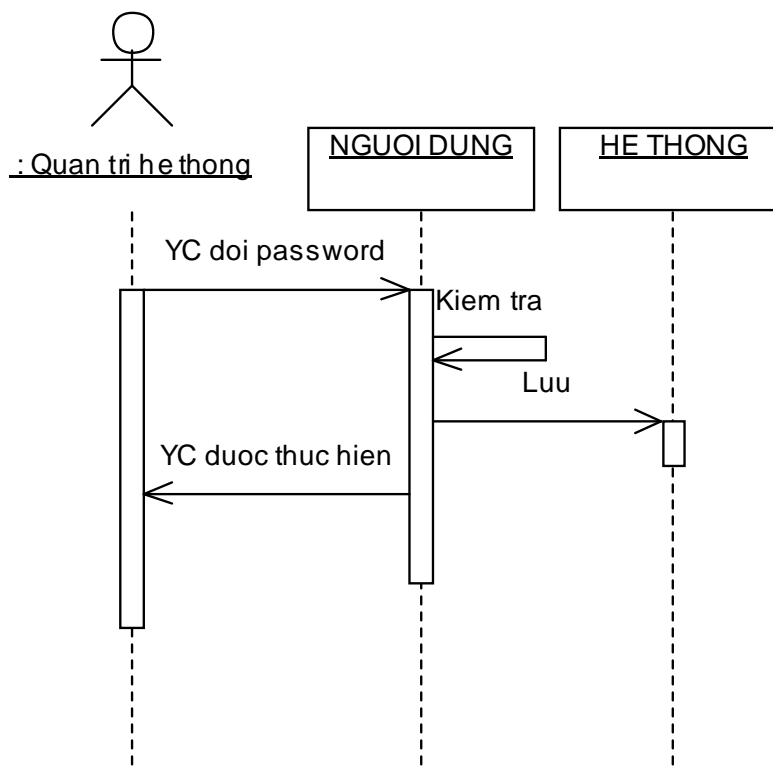 : Quan tri he thong
NGUOI DUNG
HE THONG
YC doi password
Kiem tra
Luu
YC duoc thuc hien